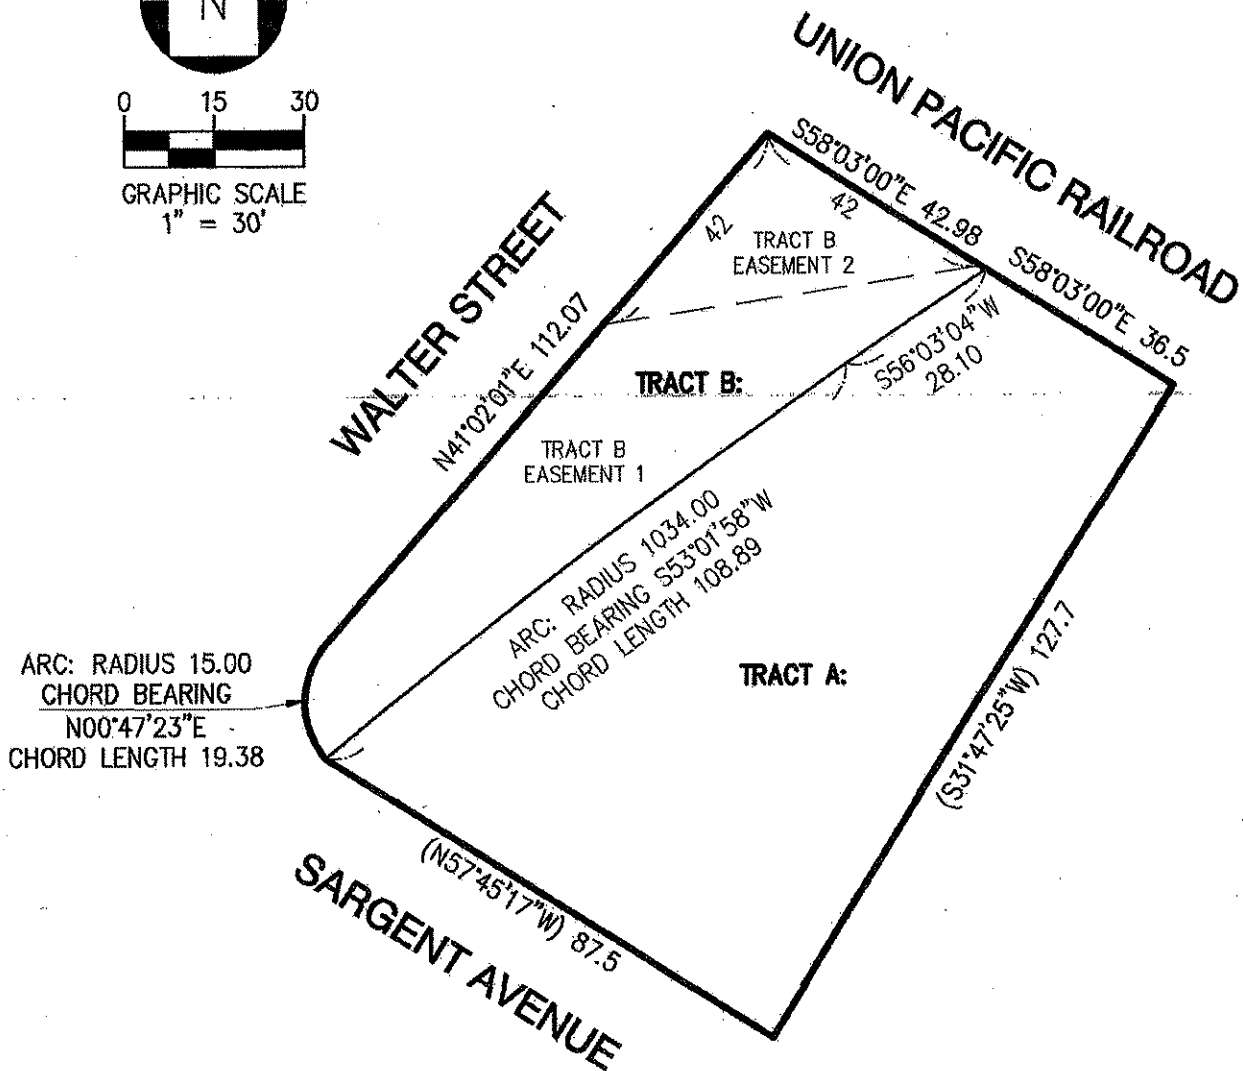 N
0 15 30
GRAPHIC SCALE
1" = 30'
UNION PACIFIC RAILROAD
S58°03'00"E 42.98
42
42
TRACT B
EASEMENT 2
S58°03'00"E 36.5
WALTER STREET
N41°02'01"E 112.07
S56°03'04"W
28.10
TRACT B:
TRACT B
EASEMENT 1
ARC: RADIUS 1034.00
CHORD BEARING S53°01'58"W
CHORD LENGTH 108.89
ARC: RADIUS 15.00
CHORD BEARING
N00°47'23"E
CHORD LENGTH 19.38
TRACT A:
(S31°47'25"W) 127.7
(N57°45'17"W) 87.5
SARGENT AVENUE